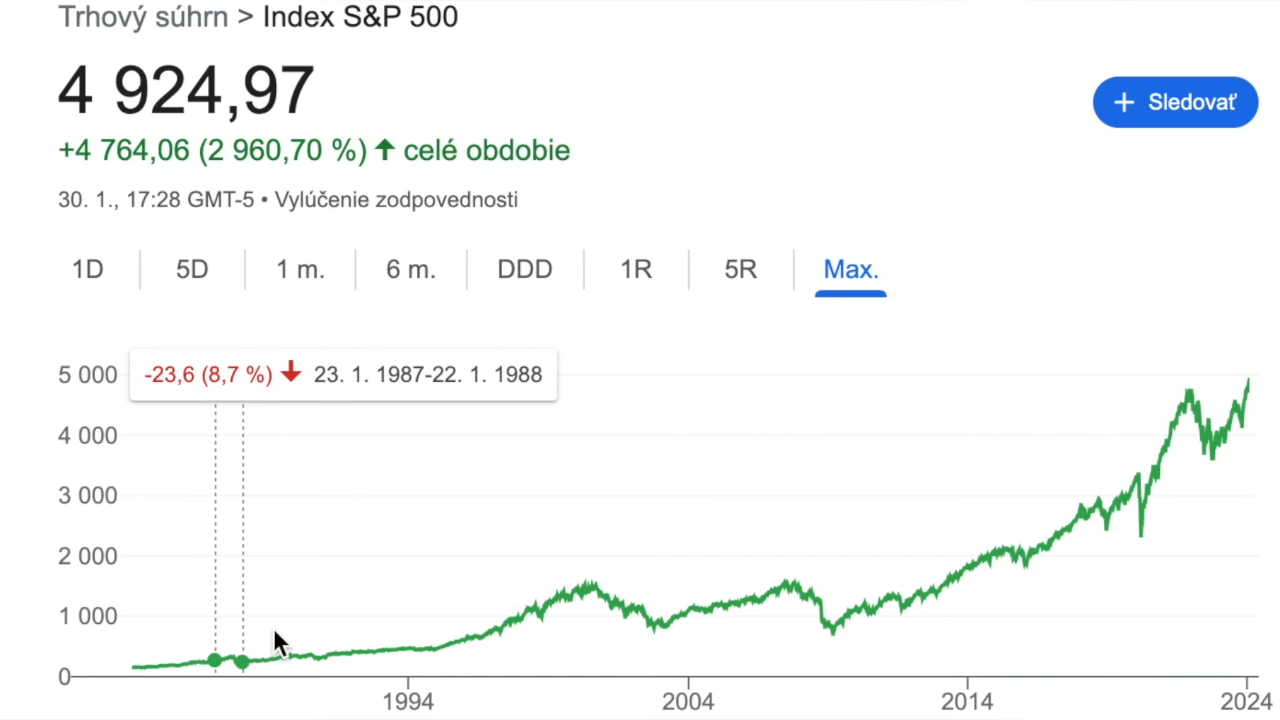 Trhový súhrn > Index S&P 500
4 924,97
+ Sledovať
+4 764,06 (2 960,70 %) ↑ celé obdobie
30. 1., 17:28 GMT-5 • Vylúčenie zodpovednosti
1D 5D 1 m. 6 m. DDD 1R 5R Max.
-23,6 (8,7 %) ↓ 23. 1. 1987-22. 1. 1988
5 000
4 000
3 000
2 000
1 000
0
1994 2004 2014 2024